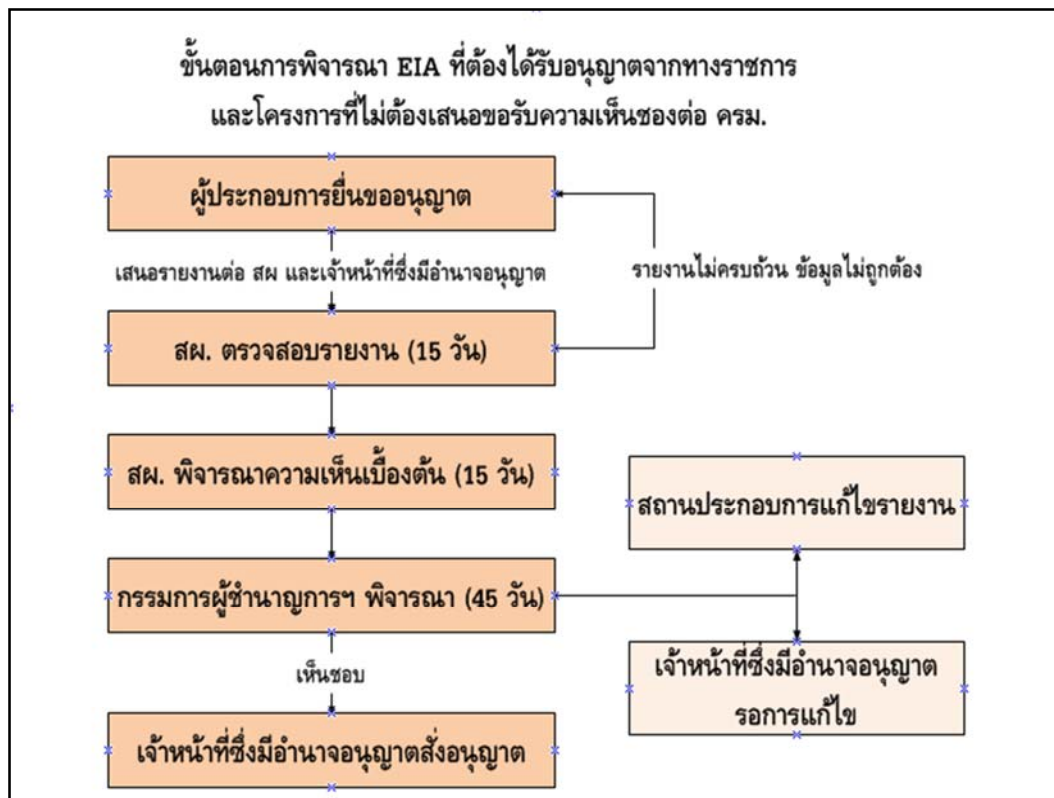 ขั้นตอนการพิจารณา EIA ที่ต้องได้รับอนุญาตจากทางราชการ
และโครงการที่ไม่ต้องเสนอขอรับความเห็นชองต่อ ครม.
ผู้ประกอบการยื่นขออนุญาต
เสนอรายงานต่อ สผ และเจ้าหน้าที่ซึ่งมีอำนาจอนุญาต
รายงานไม่ครบถ้วน ข้อมูลไม่ถูกต้อง
สผ. ตรวจสอบรายงาน (15 วัน)
สผ. พิจารณาความเห็นเบื้องต้น (15 วัน)
สถานประกอบการแก้ไขรายงาน
กรรมการผู้ชำนาญการฯ พิจารณา (45 วัน)
เจ้าหน้าที่ซึ่งมีอำนาจอนุญาต
รอการแก้ไข
เห็นชอบ
เจ้าหน้าที่ซึ่งมีอำนาจอนุญาตสั่งอนุญาต